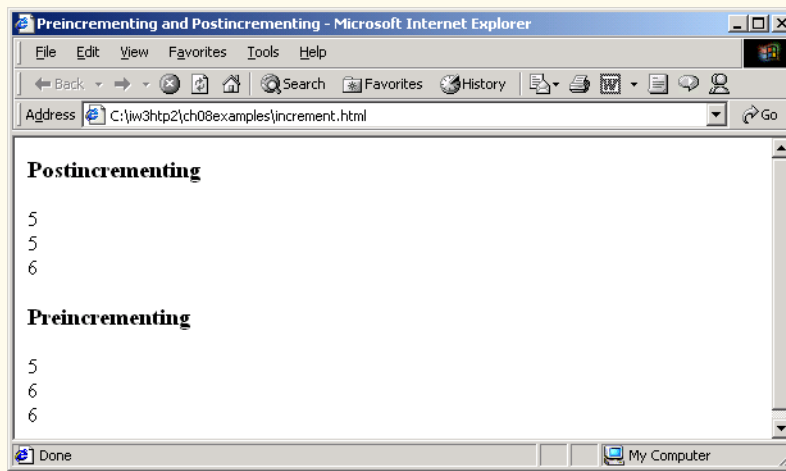 Preincrementing and Postincrementing - Microsoft Internet Explorer
File Edit View Favorites Tools Help
Back Search Favorites History
Address C:\iw3htp2\ch08examples\increment.html Go
Postincrementing
5
5
6
Preincrementing
5
6
6
Done My Computer